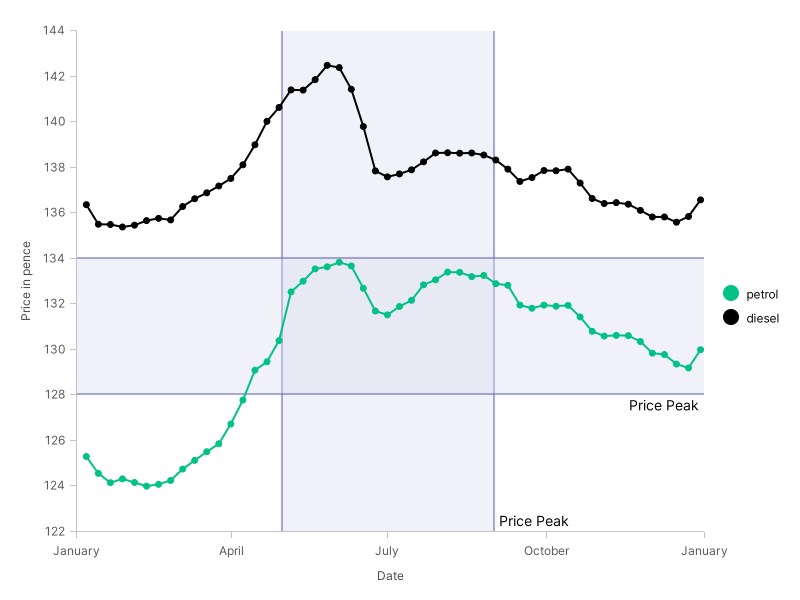 144
142
140
138
136
134
132
130
128
126
124
122
Price in pence
January
April
July
October
January
Date
Price Peak
Price Peak
petrol
diesel